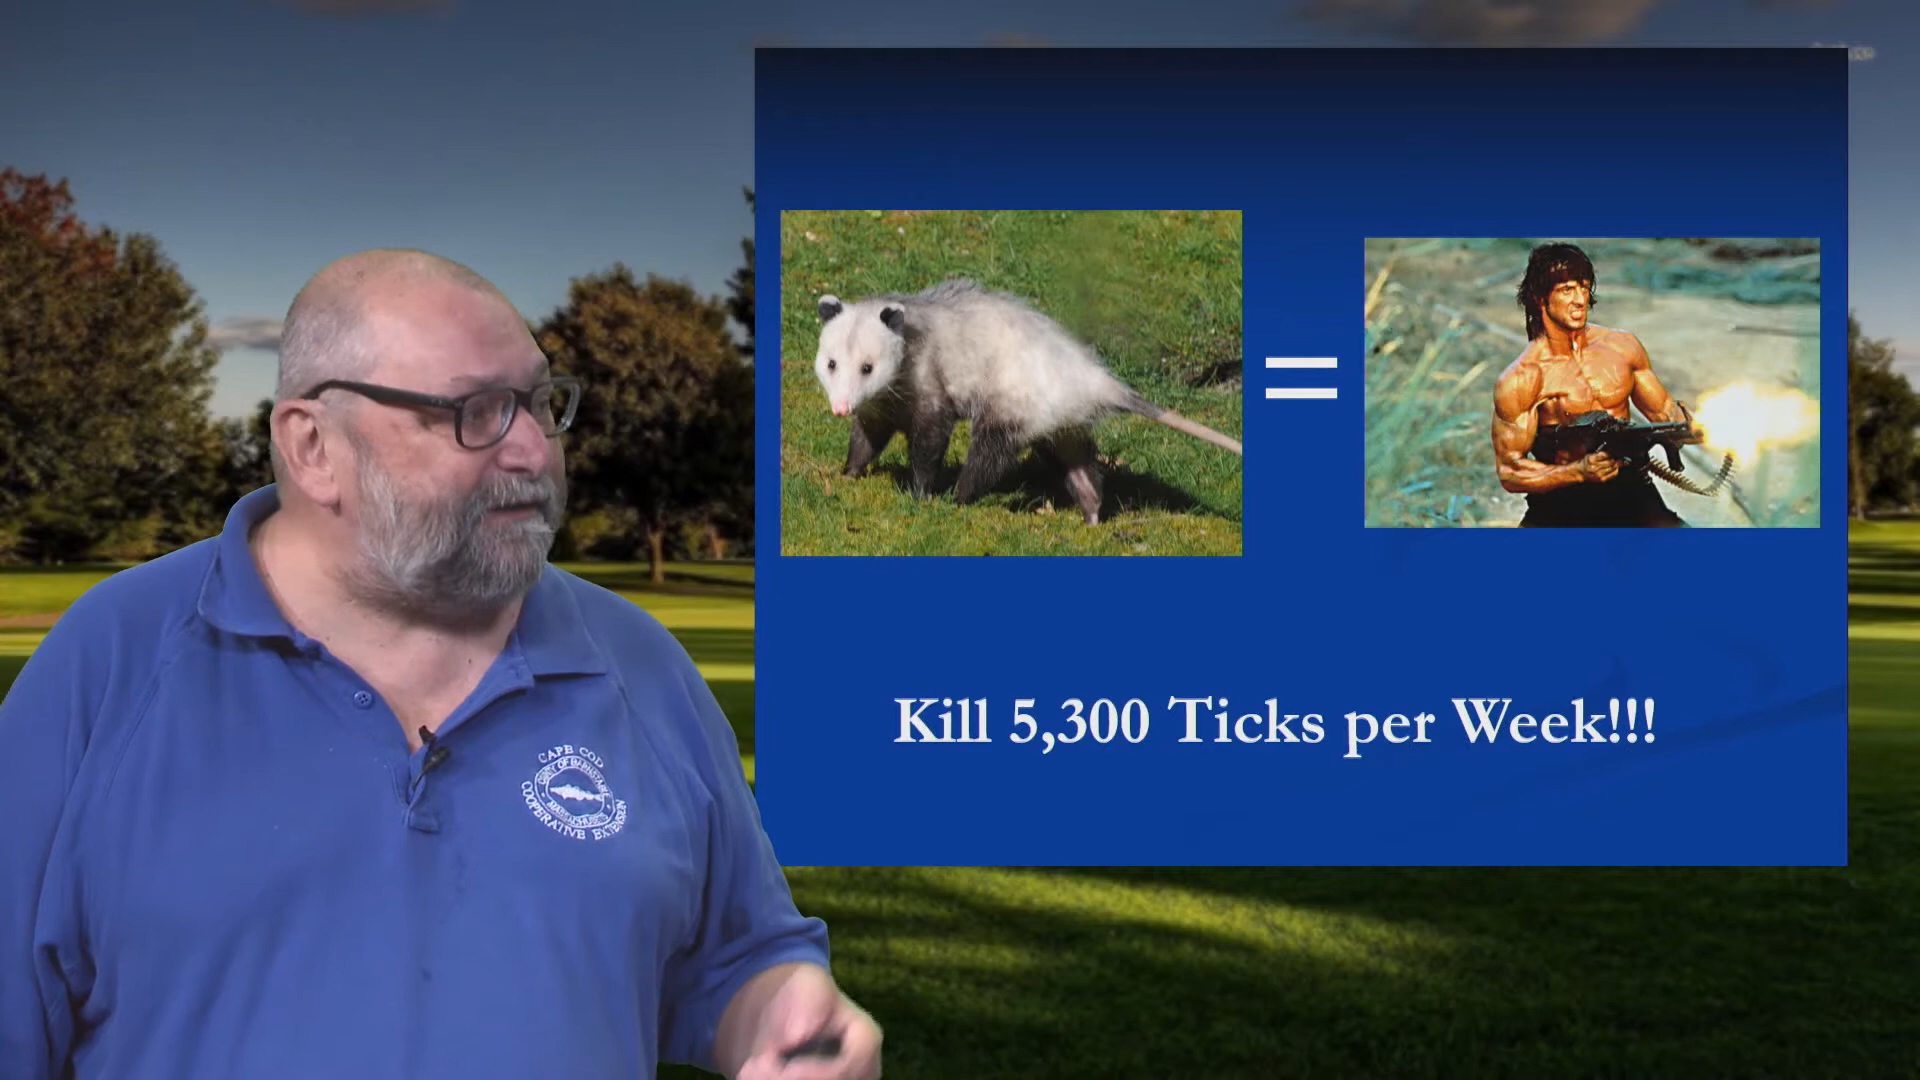 =
Kill 5,300 Ticks per Week!!!
CAPE COD
COOPERATIVE EXTENSION